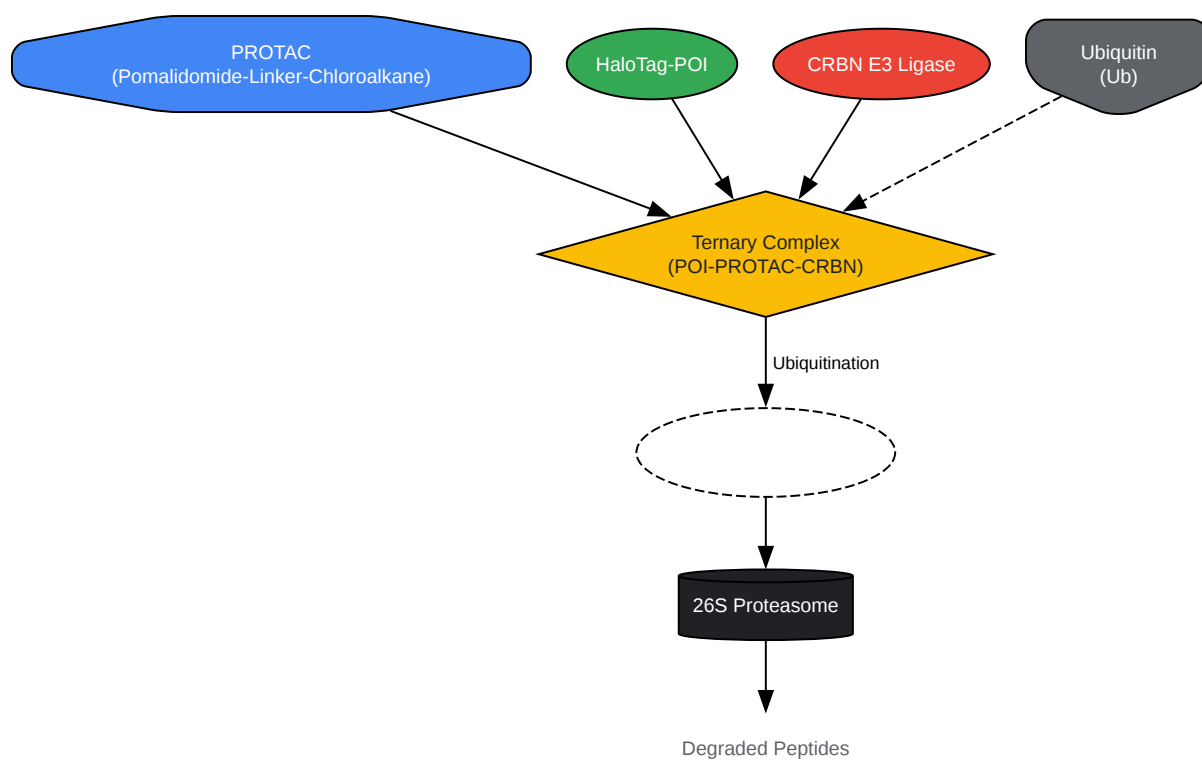 PROTAC
(Pomalidomide-Linker-Chloroalkane)
HaloTag-POI
CRBN E3 Ligase
Ubiquitin
(Ub)
Ternary Complex
(POI-PROTAC-CRBN)
Ubiquitination
26S Proteasome
Degraded Peptides